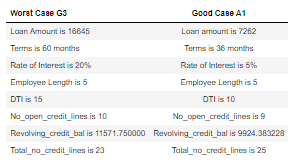 Worst Case G3 Good Case A1
Loan Amount is 16645 Loan amount is 7262
Terms is 60 months Terms is 36 months
Rate of Interest is 20% Rate of Interest is 5%
Employee Length is 5 Employee Length is 5
DTI is 15 DTI is 10
No_open_credit_lines is 10 No_open_credit_lines is 9
Revolving_credit_bal is 11571.750000 Revolving_credit_bal is 9924.383228
Total_no_credit_lines is 23 Total_no_credit_lines is 25